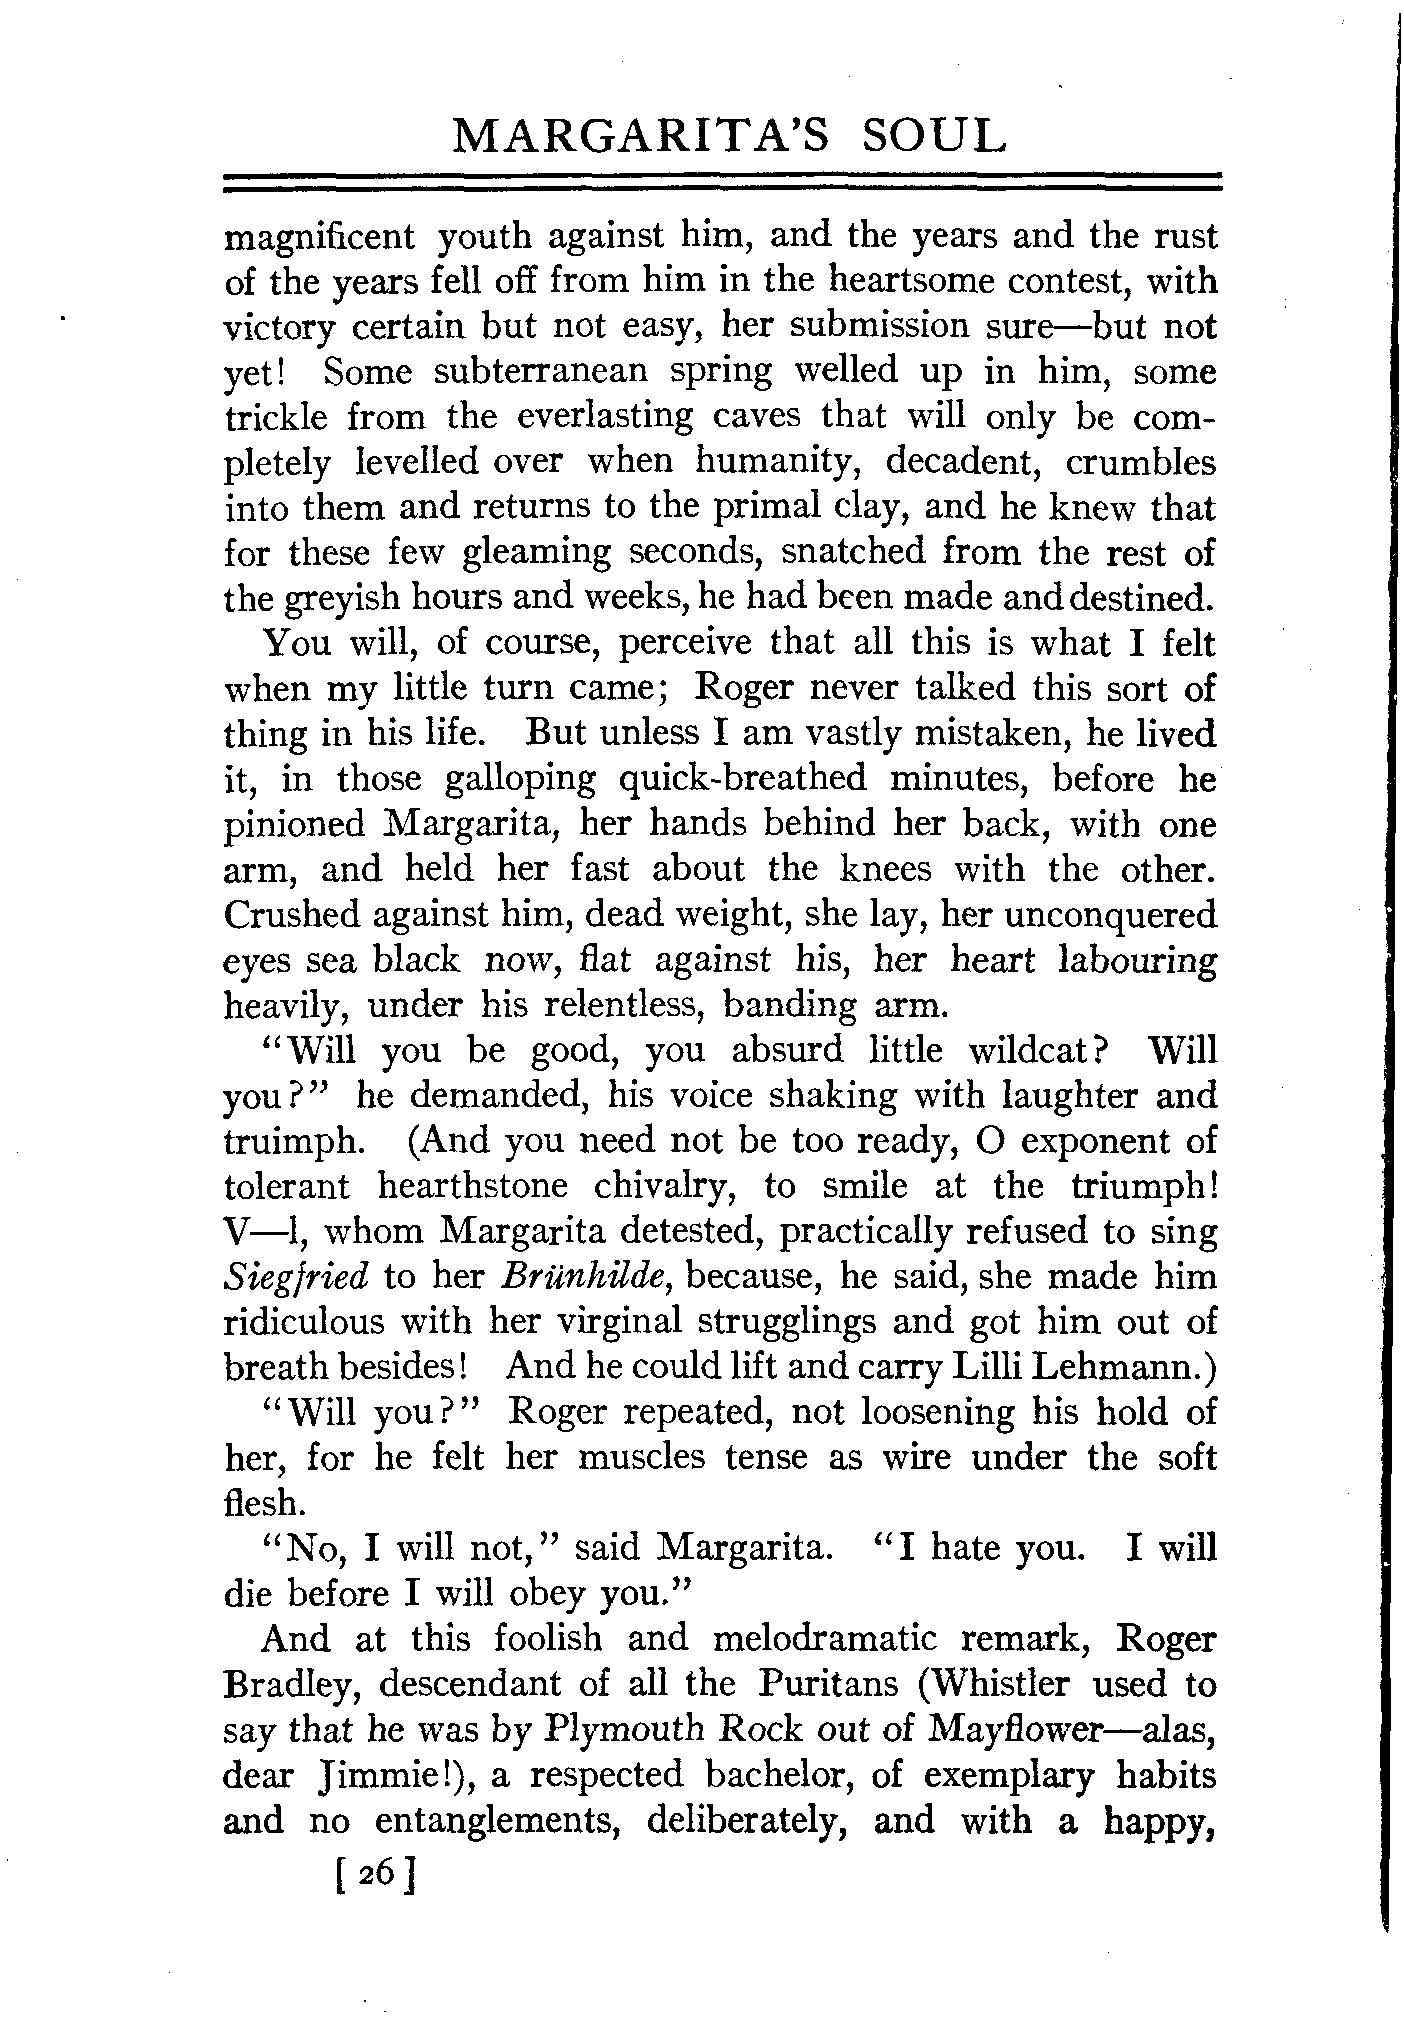 MARGARITA'S SOUL
magnificent youth against him, and the years and the rust
of the years fell off from him in the heartsome contest, with
victory certain but not easy, her submission sure—but not
yet! Some subterranean spring welled up in him, some
trickle from the everlasting caves that will only be com-
pletely levelled over when humanity, decadent, crumbles
into them and returns to the primal clay, and he knew that
for these few gleaming seconds, snatched from the rest of
the greyish hours and weeks, he had been made and destined.
You will, of course, perceive that all this is what I felt
when my little turn came; Roger never talked this sort of
thing in his life. But unless I am vastly mistaken, he lived
it, in those galloping quick-breathed minutes, before he
pinioned Margarita, her hands behind her back, with one
arm, and held her fast about the knees with the other.
Crushed against him, dead weight, she lay, her unconquered
eyes sea black now, flat against his, her heart labouring
heavily, under his relentless, banding arm.
"Will you be good, you absurd little wildcat? Will
you?" he demanded, his voice shaking with laughter and
truimph. (And you need not be too ready, O exponent of
tolerant hearthstone chivalry, to smile at the triumph!
V—l, whom Margarita detested, practically refused to sing
Siegfried to her Brünhilde, because, he said, she made him
ridiculous with her virginal strugglings and got him out of
breath besides! And he could lift and carry Lilli Lehmann.)
"Will you?" Roger repeated, not loosening his hold of
her, for he felt her muscles tense as wire under the soft
flesh.
"No, I will not," said Margarita. "I hate you. I will
die before I will obey you."
And at this foolish and melodramatic remark, Roger
Bradley, descendant of all the Puritans (Whistler used to
say that he was by Plymouth Rock out of Mayflower—alas,
dear Jimmie!), a respected bachelor, of exemplary habits
and no entanglements, deliberately, and with a happy,
[ 26 ]